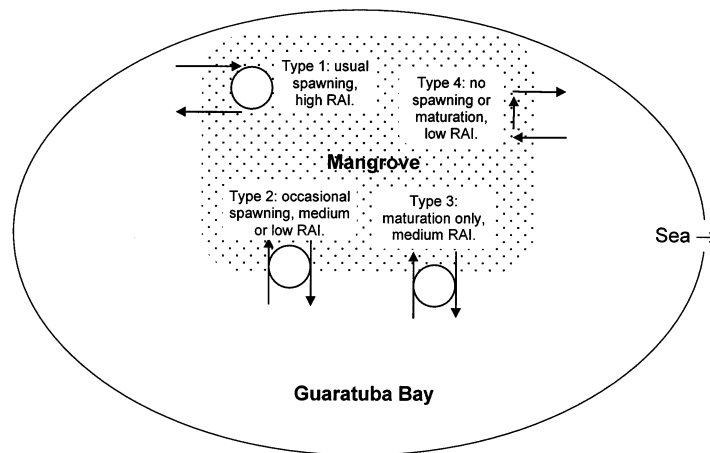 Type 1: usual
spawning,
high RAI.
Type 4: no
spawning or
maturation,
low RAI.
Mangrove
Type 2: occasional
spawning, medium
or low RAI.
Type 3:
maturation only,
medium RAI.
Sea →
Guaratuba Bay